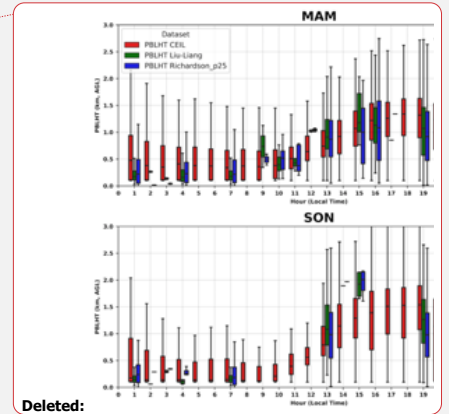 MAM
Dataset
PBLHT CEIL
PBLHT Liu-Liang
PBLHT Richardson_p25
PBLHT (km, AGL)
3.0
2.5
2.0
1.5
1.0
0.5
0.0
0 1 2 3 4 5 6 7 8 9 10 11 12 13 14 15 16 17 18 19
Hour (Local Time)
SON
PBLHT (km, AGL)
3.0
2.5
2.0
1.5
1.0
0.5
0.0
0 1 2 3 4 5 6 7 8 9 10 11 12 13 14 15 16 17 18 19
Hour (Local Time)
Deleted: